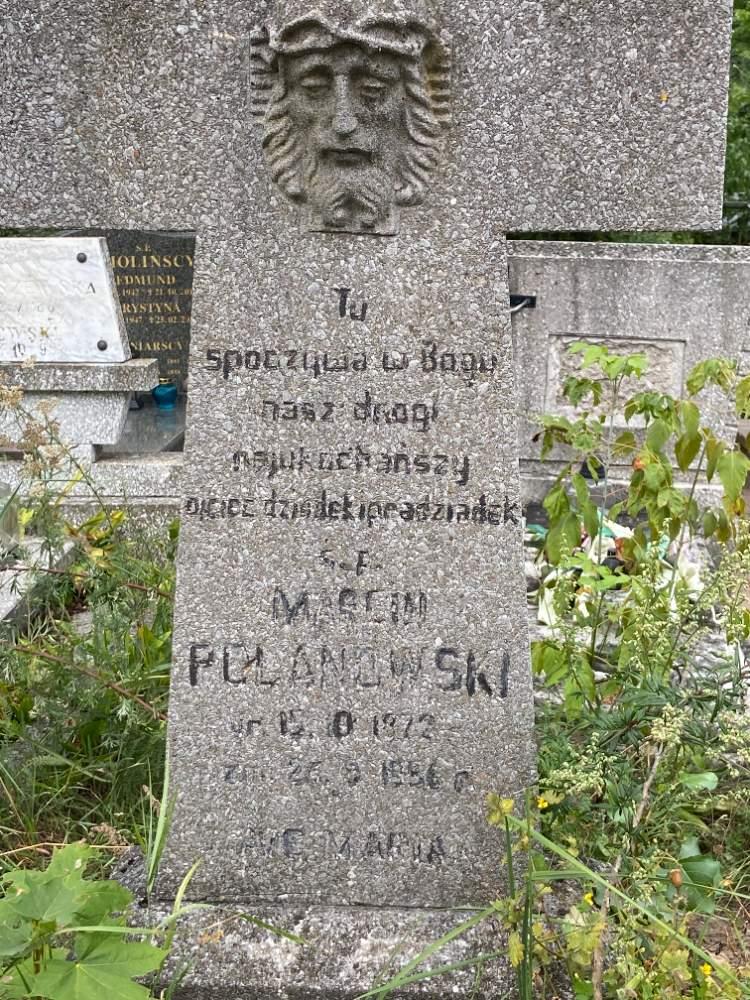 Tu
spoczywa w Bogu
nasz drogi
najukochańszy
ojciec dziadek i pradziadek
Ś.P.
MARCIN
POLANOWSKI
ur. 15. 10 1872
zm. 26. 9 1956 r.
AVE MARIA
S.P.
EDMUND